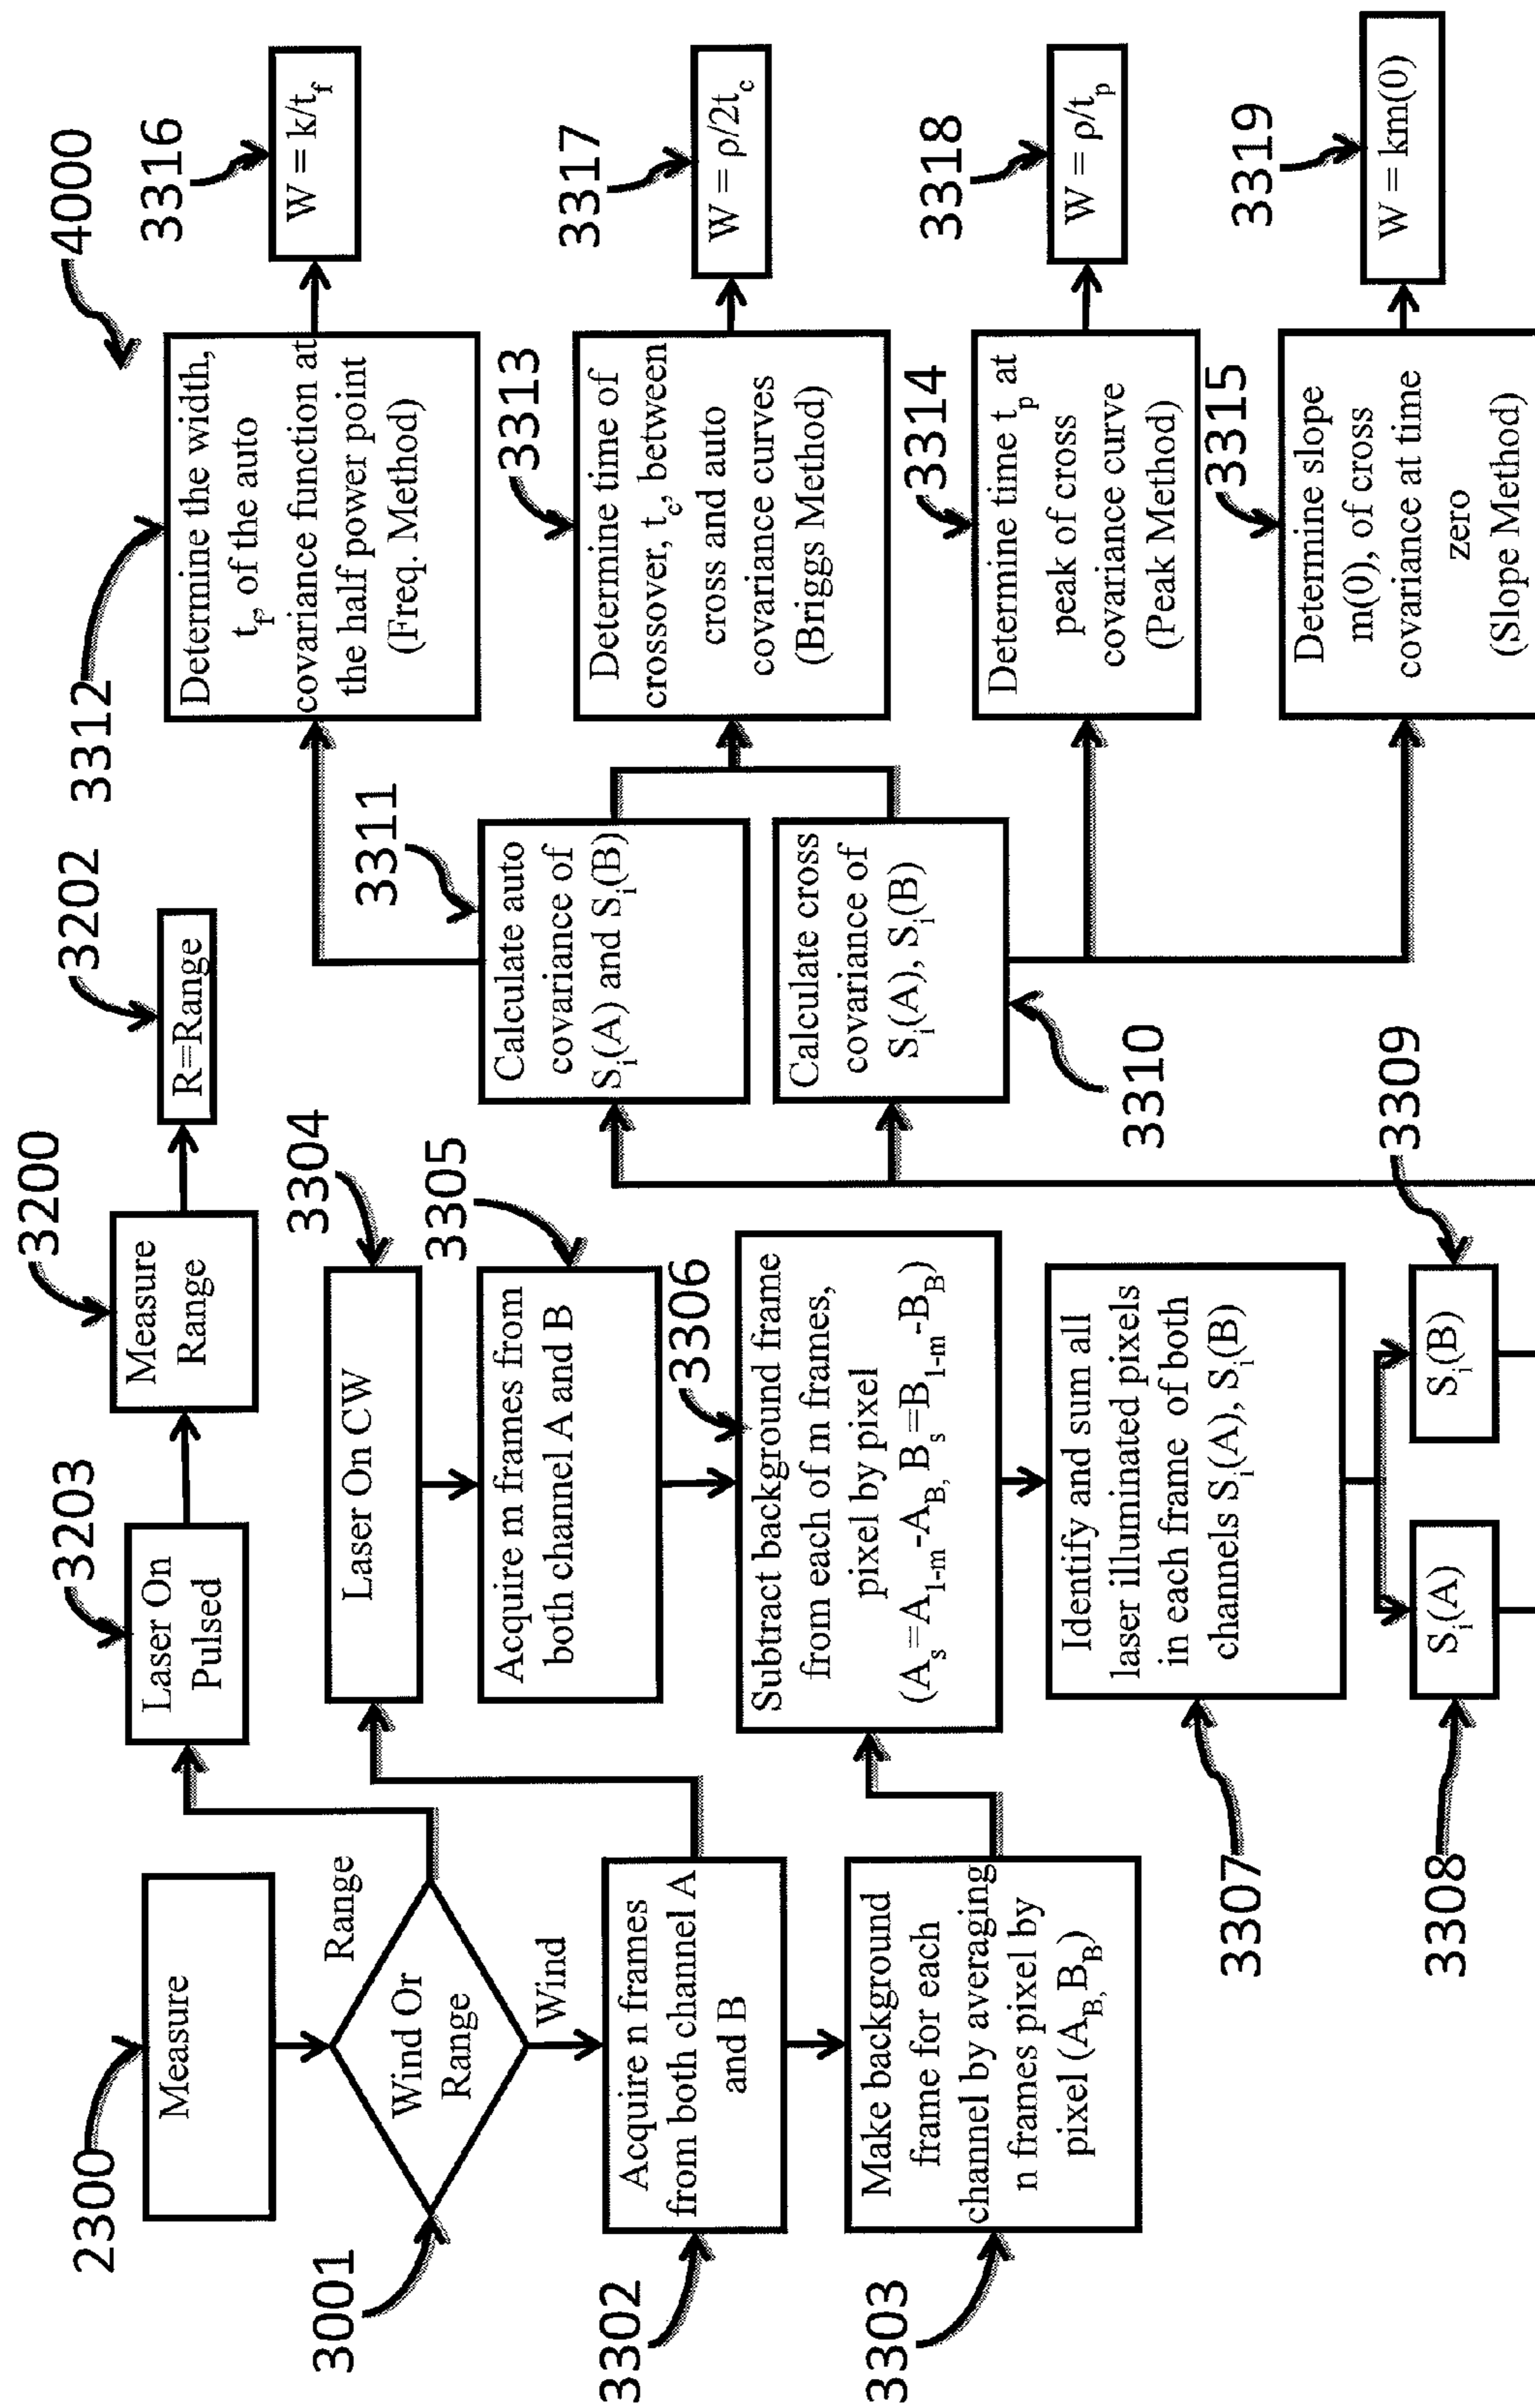 2300
Measure
3001
Wind Or
Range
Range
Wind
3302
Acquire n frames
from both channel A
and B
3303
Make background
frame for each
channel by averaging
n frames pixel by
pixel (A_B, B_B)
3203
Laser On
Pulsed
3200
Measure
Range
3202
R=Range
3304
Laser On CW
3305
Acquire m frames from
both channel A and B
3306
Subtract background frame
from each of m frames,
pixel by pixel
(A_s=A_1-m-A_B, B_s=B_1-m-B_B)
3307
Identify and sum all
laser illuminated pixels
in each frame of both
channels S_i(A), S_i(B)
3308
S_i(A)
3309
S_i(B)
3311
Calculate auto
covariance of
S_i(A) and S_i(B)
3310
Calculate cross
covariance of
S_i(A), S_i(B)
4000
3312
Determine the width,
t_f, of the auto
covariance function at
the half power point
(Freq. Method)
3316
W = k/t_f
3313
Determine time of
crossover, t_c, between
cross and auto
covariance curves
(Briggs Method)
3317
W = ρ/2t_c
3314
Determine time t_p at
peak of cross
covariance curve
(Peak Method)
3318
W = ρ/t_p
3315
Determine slope
m(0), of cross
covariance at time
zero
(Slope Method)
3319
W = km(0)